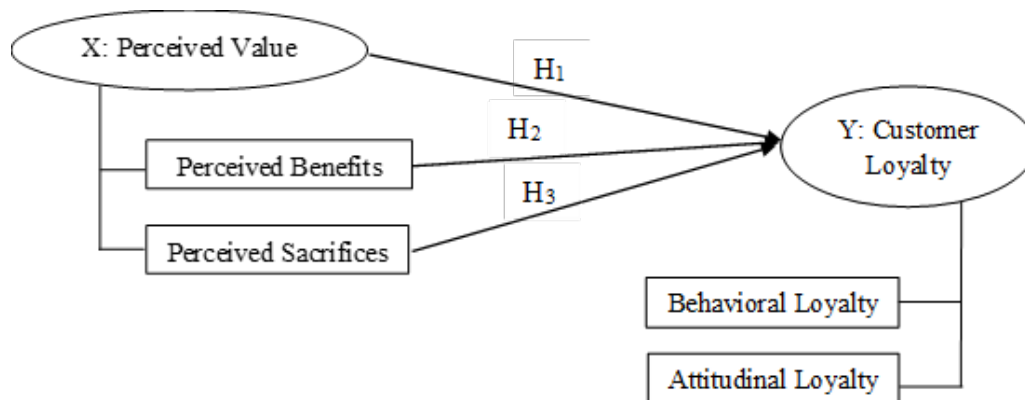 X: Perceived Value
H1
H2
Perceived Benefits
H3
Perceived Sacrifices
Y: Customer
Loyalty
Behavioral Loyalty
Attitudinal Loyalty